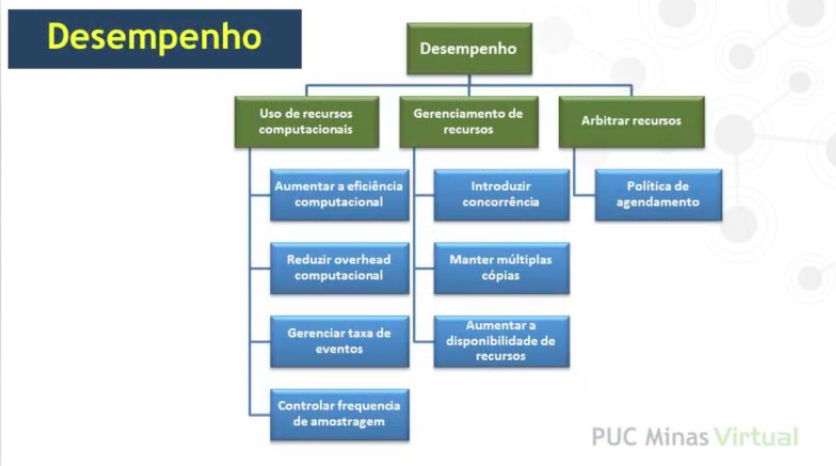 Desempenho
Desempenho
Uso de recursos
computacionais
Gerenciamento de
recursos
Arbitrar recursos
Aumentar a eficiência
computacional
Introduzir
concorrência
Política de
agendamento
Reduzir overhead
computacional
Manter múltiplas
cópias
Gerenciar taxa de
eventos
Aumentar a
disponibilidade de
recursos
Controlar frequencia
de amostragem
PUC Minas Virtual